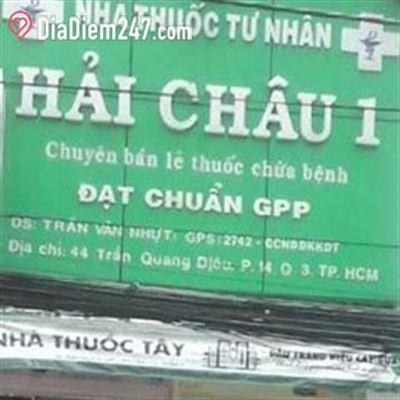 DiaDiem247.com
NHÀ THUỐC TƯ NHÂN
HẢI CHÂU 1
Chuyên bán lẻ thuốc chữa bệnh
ĐẠT CHUẨN GPP
DS: TRẦN VĂN NHỰT: GPS:2742 - CCNDDKKDT
Địa chỉ: 44 Trần Quang Diệu. P. 14 Q 3. TP. HCM
NHÀ THUỐC TÂY